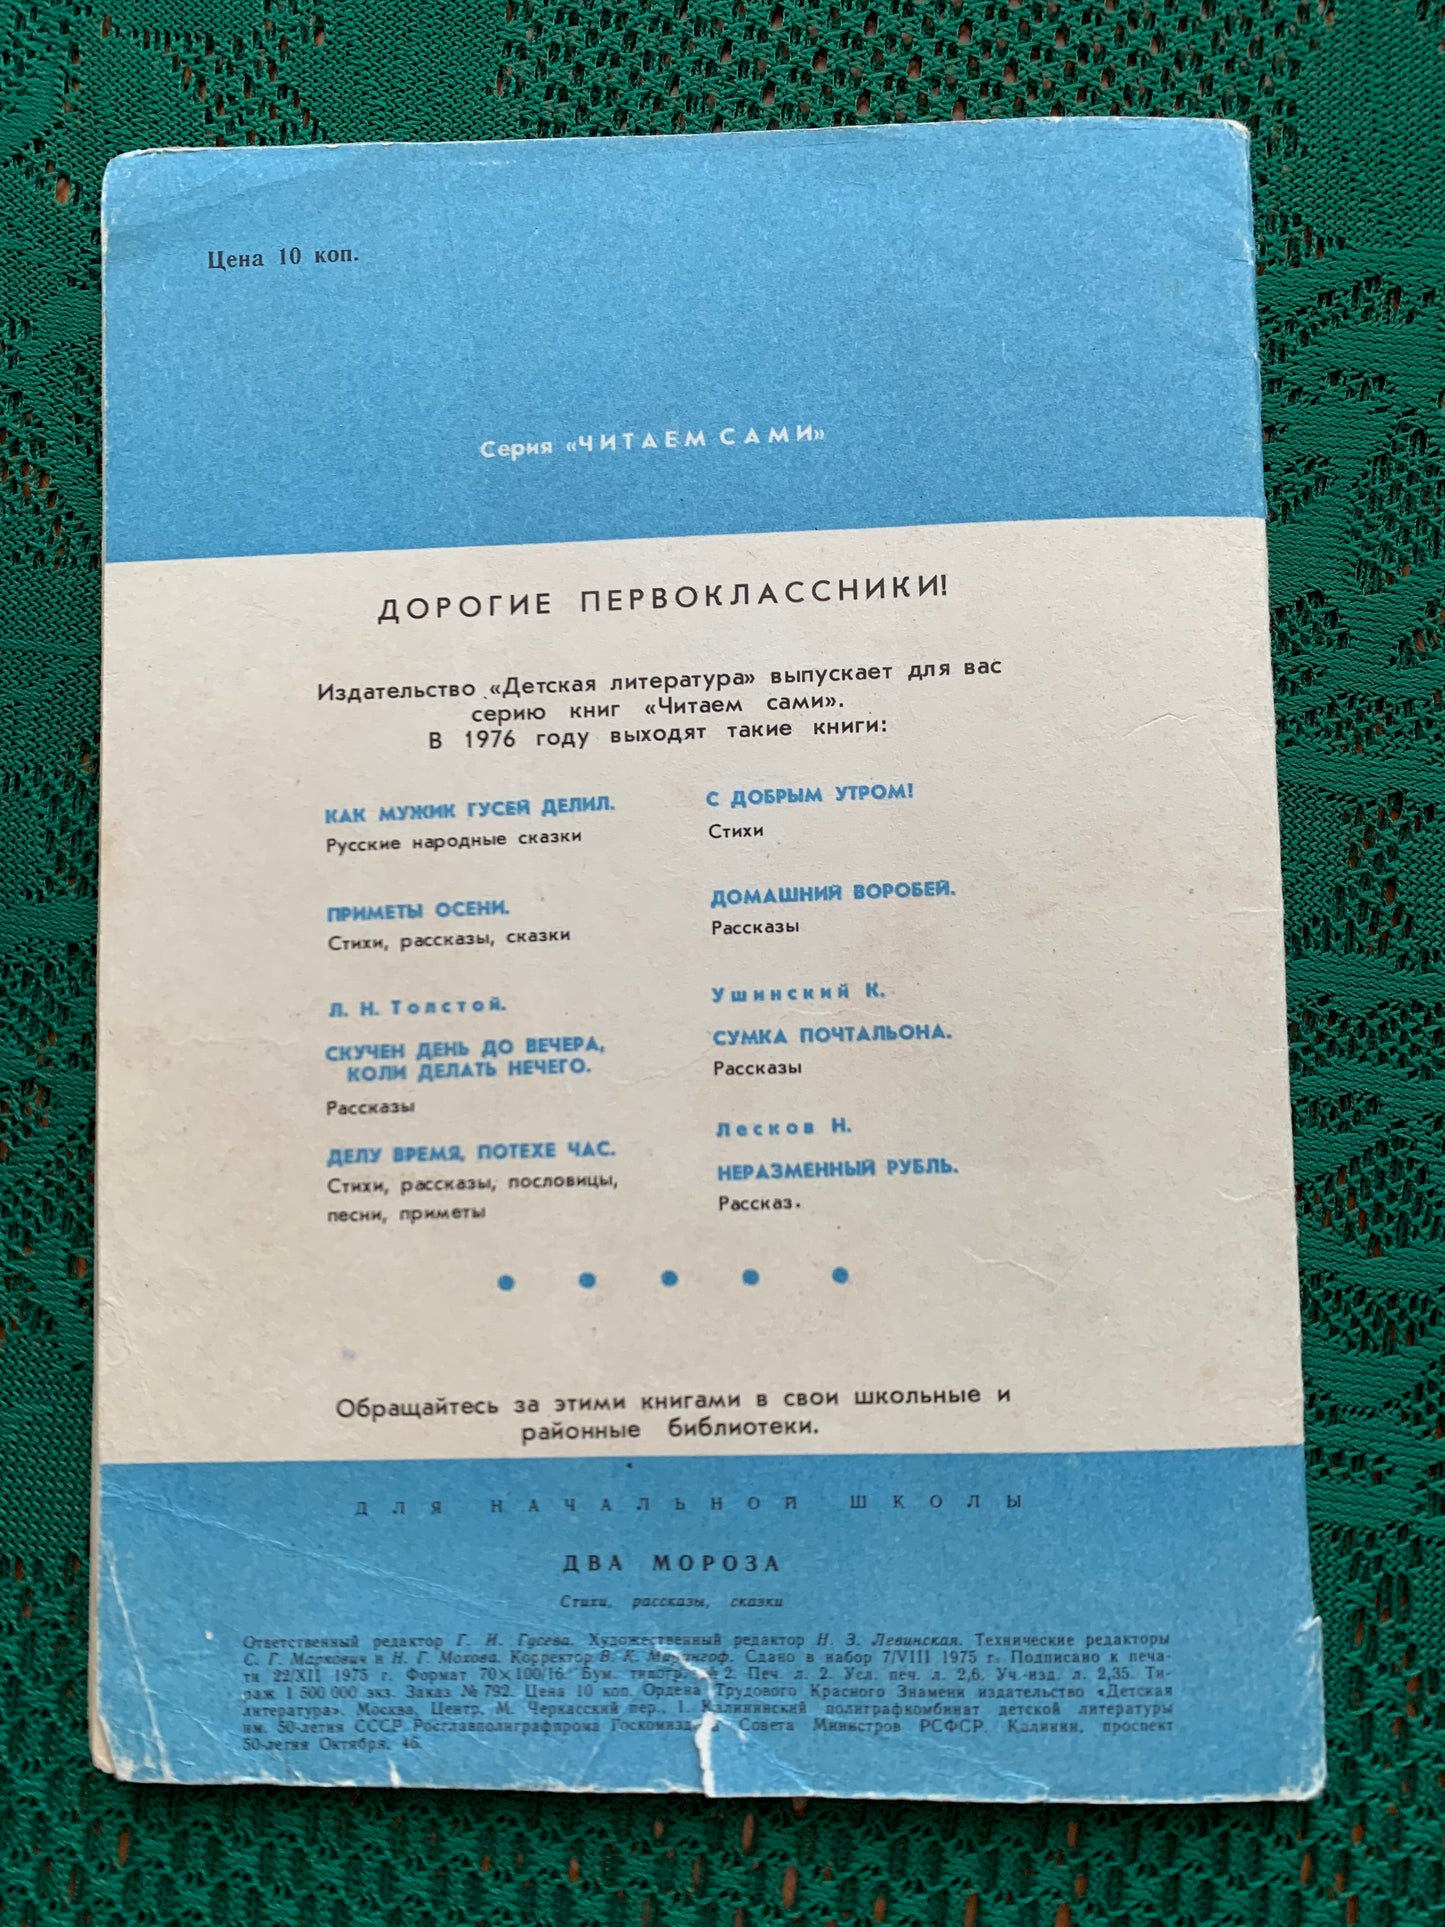 Цена 10 коп.
Серия «ЧИТАЕМ САМИ»
ДОРОГИЕ ПЕРВОКЛАССНИКИ!
Издательство «Детская литература» выпускает для вас
серию книг «Читаем сами».
В 1976 году выходят такие книги:
КАК МУЖИК ГУСЕЙ ДЕЛИЛ.
Русские народные сказки
ПРИМЕТЫ ОСЕНИ.
Стихи, рассказы, сказки
Л. Н. Толстой.
СКУЧЕН ДЕНЬ ДО ВЕЧЕРА,
КОЛИ ДЕЛАТЬ НЕЧЕГО.
Рассказы
ДЕЛУ ВРЕМЯ, ПОТЕХЕ ЧАС.
Стихи, рассказы, пословицы,
песни, приметы
С ДОБРЫМ УТРОМ!
Стихи
ДОМАШНИЙ ВОРОБЕЙ.
Рассказы
Ушинский К.
СУМКА ПОЧТАЛЬОНА.
Рассказы
Лесков Н.
НЕРАЗМЕННЫЙ РУБЛЬ.
Рассказ.
Обращайтесь за этими книгами в свои школьные и
районные библиотеки.
ДЛЯ НАЧАЛЬНОЙ ШКОЛЫ
ДВА МОРОЗА
Стихи, рассказы, сказки
Ответственный редактор Г. И. Гусева. Художественный редактор Н. З. Левинская. Технические редакторы
С. Г. Маркович и Н. Г. Мохова. Корректор В. К. Сдано в набор 7/VIII 1975 г. Подписано к печа-
ти 22/XII 1975 г. Формат 70×100/16. Бум. типогр. 2. Печ. л. 2. Усл. печ. л. 2,6. Уч.-изд. л. 2,35. Ти-
раж 1 500 000 экз. Заказ № 792. Цена 10 коп. Ордена Трудового Красного Знамени издательство «Детская
литература». Москва, Центр, М. Черкасский пер., 1. Калининский полиграфкомбинат детской литературы
им. 50-летия СССР Росглавполиграфпрома Госкомиздата Совета Министров РСФСР. Калинин, проспект
50-летия Октября, 46.